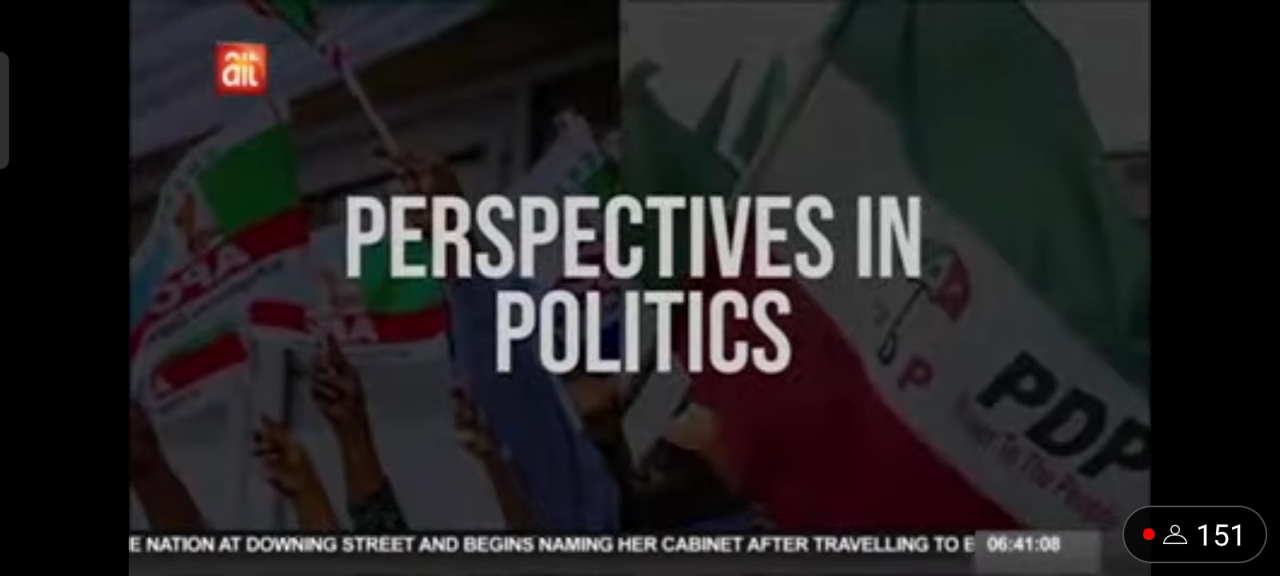 ait
PERSPECTIVES IN
POLITICS
PDP
P
E NATION AT DOWNING STREET AND BEGINS NAMING HER CABINET AFTER TRAVELLING TO
06:41:08
151